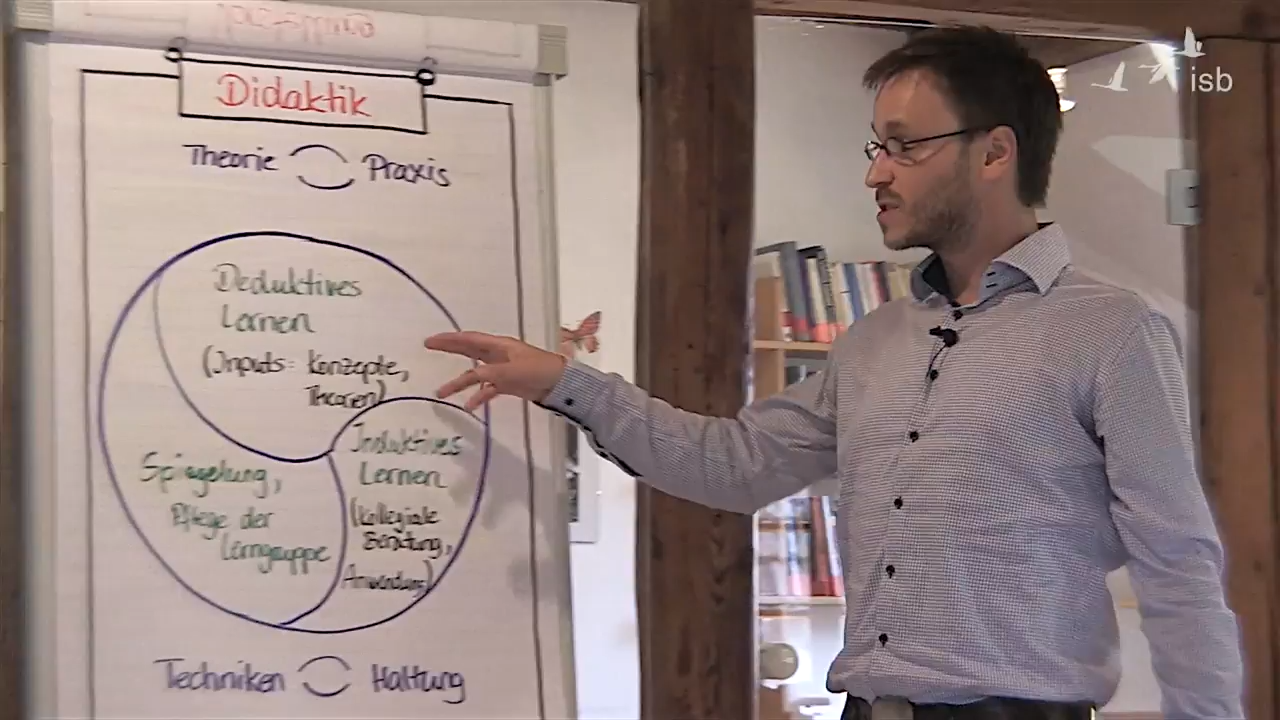 Didaktik
Theorie Praxis
Deduktives
Lernen
(Inputs: Konzepte,
Theorien)
Induktives
Lernen
(Kollegiale
Beratung,
Anwendung)
Spiegelung,
Pflege der
Lerngruppe
Techniken Haltung
isb